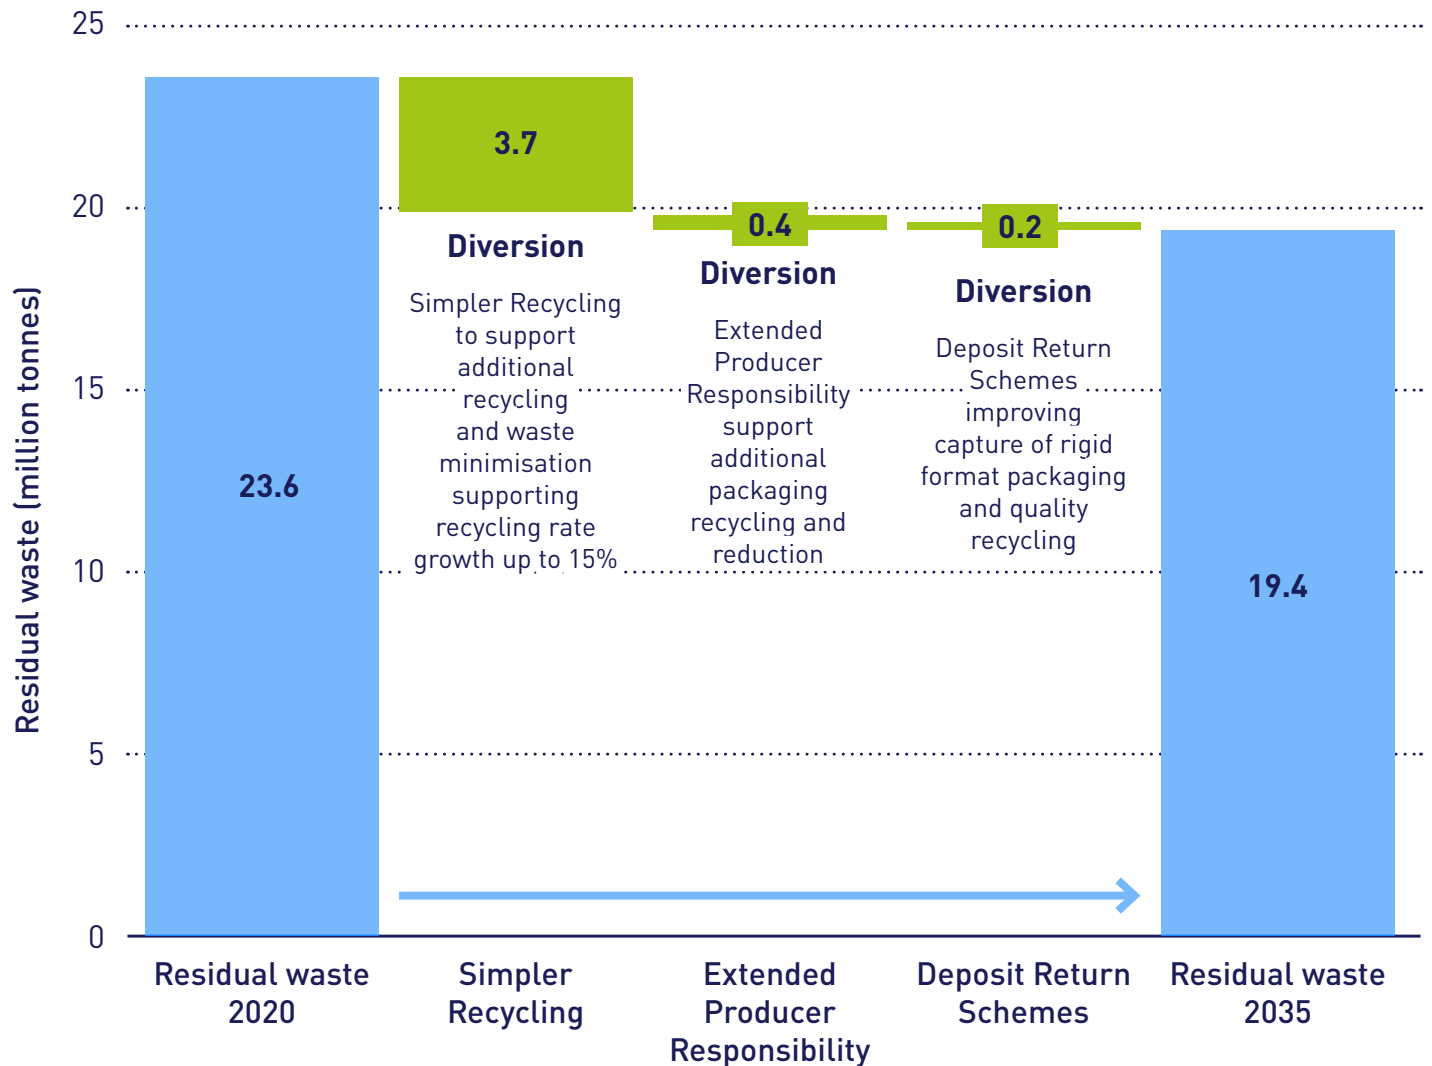 Residual waste (million tonnes)
25
20
15
10
5
0
23.6
3.7
Diversion
Simpler Recycling
to support
additional
recycling
and waste
minimisation
supporting
recycling rate
growth up to 15%
0.4
Diversion
Extended
Producer
Responsibility
support
additional
packaging
recycling and
reduction
0.2
Diversion
Deposit Return
Schemes
improving
capture of rigid
format packaging
and quality
recycling
19.4
Residual waste
2020
Simpler
Recycling
Extended
Producer
Responsibility
Deposit Return
Schemes
Residual waste
2035